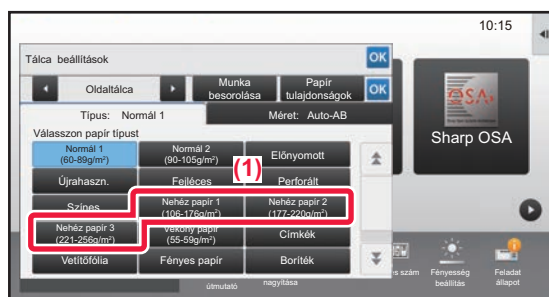 10:15
Tálca beállítások
OK
Oldaltálca
Munka
besorolása
Papír
tulajdonságok
OK
Típus: Normál 1
Méret: Auto-AB
Válasszon papír típust
Normál 1
(60-89g/m²)
Normál 2
(90-105g/m²)
Előnyomott
Újrahaszn.
Fejléces
(1)
Perforált
Színes
Nehéz papír 1
(106-176g/m²)
Nehéz papír 2
(177-220g/m²)
Nehéz papír 3
(221-256g/m²)
Vékony papír
(55-59g/m²)
Címkék
Vetítőfólia
Fényes papír
Boríték
OSA
Sharp OSA
útmutató
nagyítása
es szám
Fényesség
beállítás
Feladat
állapot